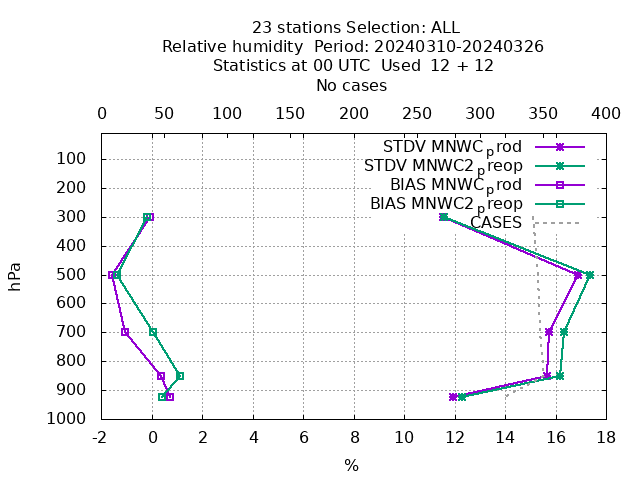 23 stations Selection: ALL
Relative humidity  Period: 20240310-20240326
Statistics at 00 UTC  Used  12 + 12
No cases
0 50 100 150 200 250 300 350 400
STDV MNWC_prod
STDV MNWC2_preop
BIAS MNWC_prod
BIAS MNWC2_preop
CASES
hPa
100
200
300
400
500
600
700
800
900
1000
-2 0 2 4 6 8 10 12 14 16 18
%